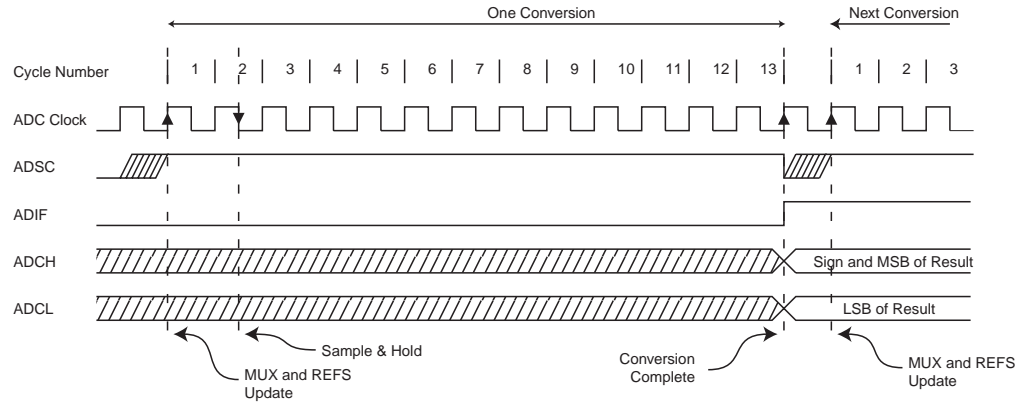 One Conversion
Next Conversion
Cycle Number
1 2 3 4 5 6 7 8 9 10 11 12 13 1 2 3
ADC Clock
ADSC
ADIF
ADCH
Sign and MSB of Result
ADCL
LSB of Result
Sample & Hold
MUX and REFS
Update
Conversion
Complete
MUX and REFS
Update